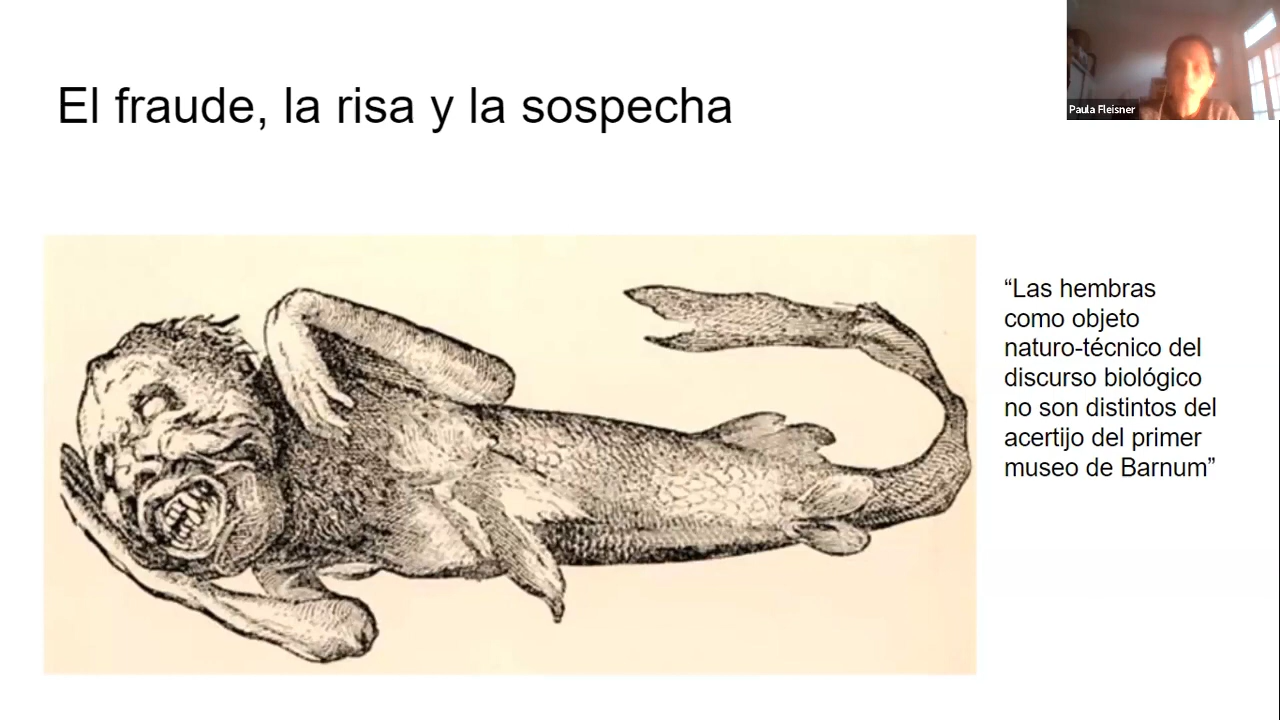 El fraude, la risa y la sospecha
Paula Fleisner
“Las hembras
como objeto
naturo-técnico del
discurso biológico
no son distintos del
acertijo del primer
museo de Barnum”